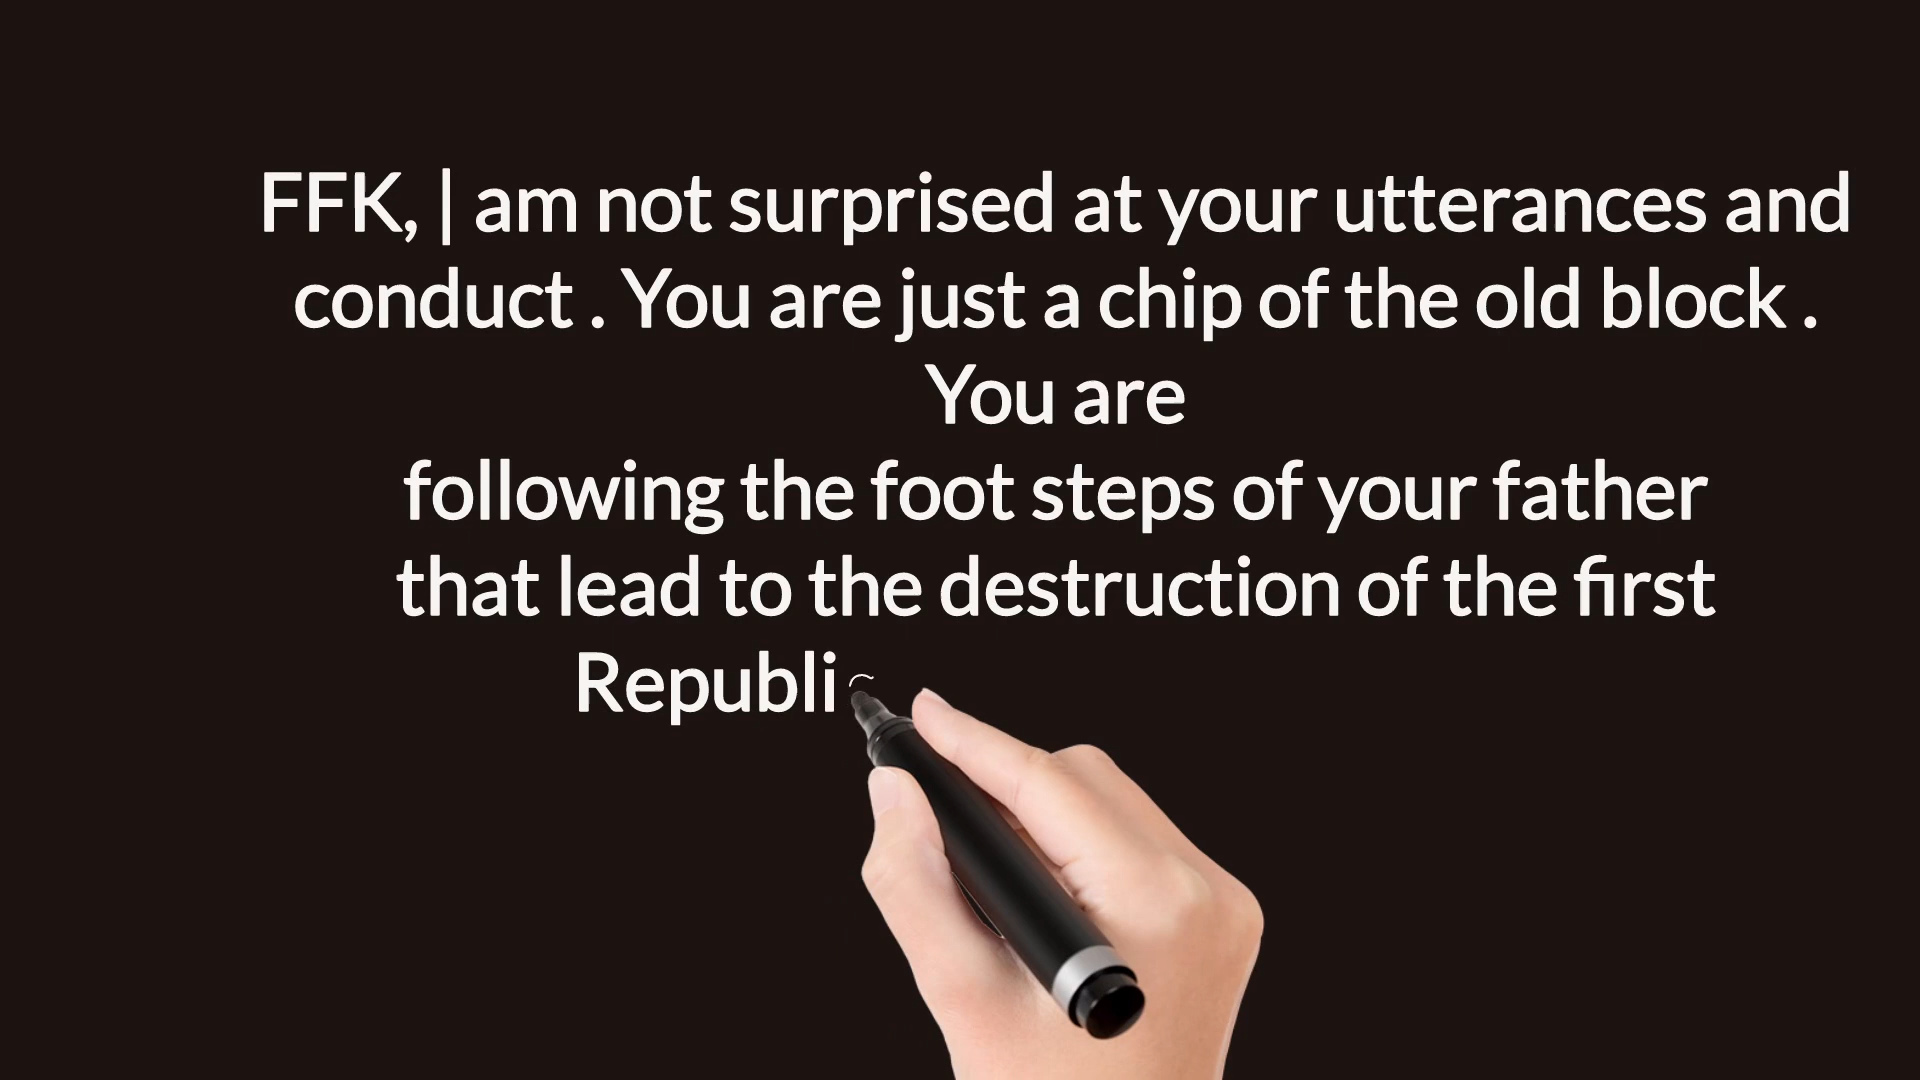 FFK, | am not surprised at your utterances and
conduct . You are just a chip of the old block .
You are
following the foot steps of your father
that lead to the destruction of the first
Republi